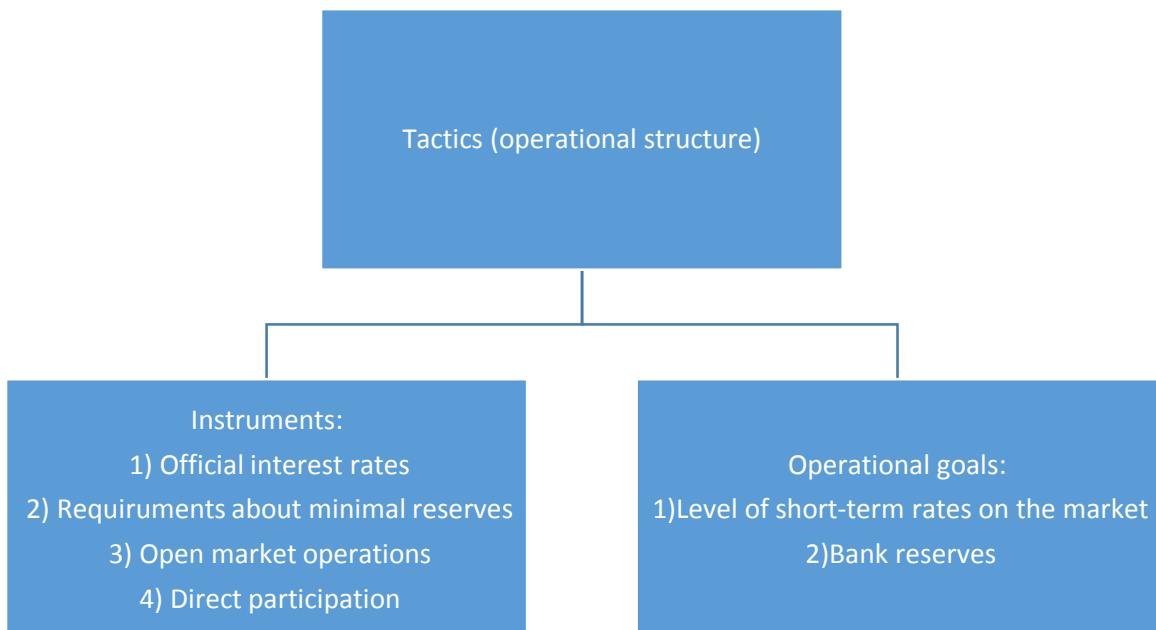 Tactics (operational structure)
Instruments:
1) Official interest rates
2) Requiruments about minimal reserves
3) Open market operations
4) Direct participation
Operational goals:
1)Level of short-term rates on the market
2)Bank reserves